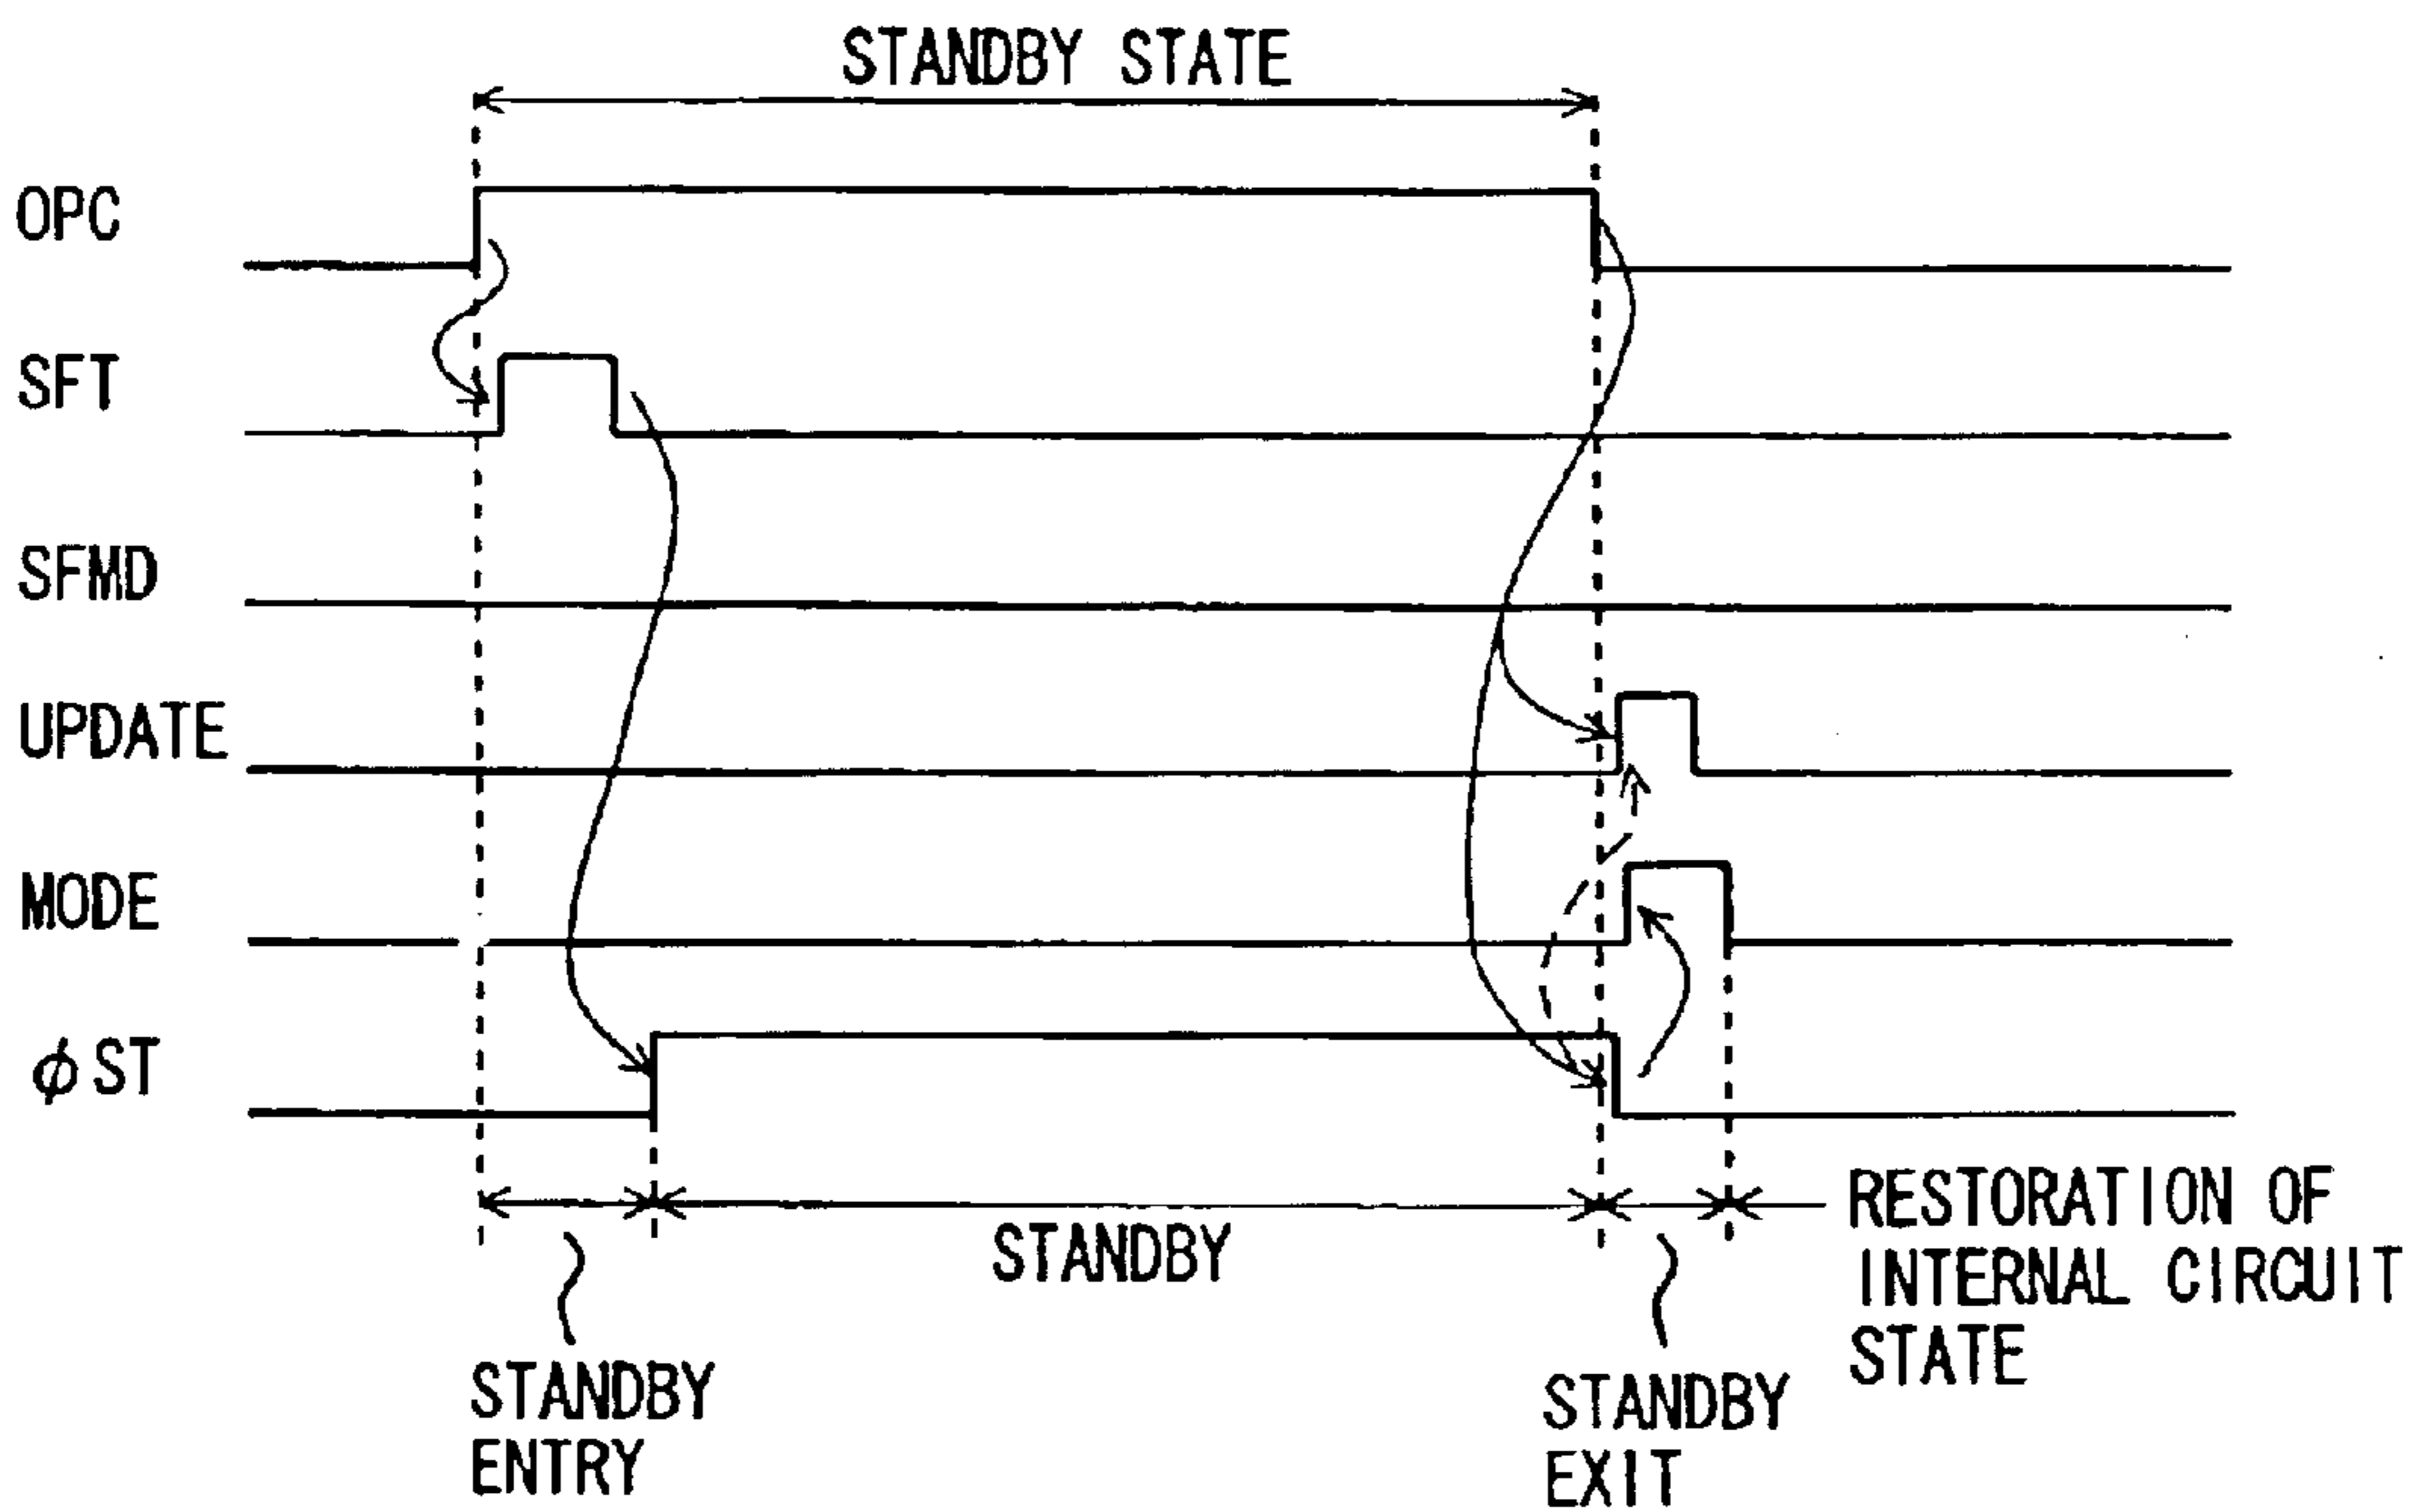 STANDBY STATE
OPC
SFT
SFMD
UPDATE
MODE
ϕST
STANDBY
RESTORATION OF
INTERNAL CIRCUIT
STATE
STANDBY
ENTRY
STANDBY
EXIT